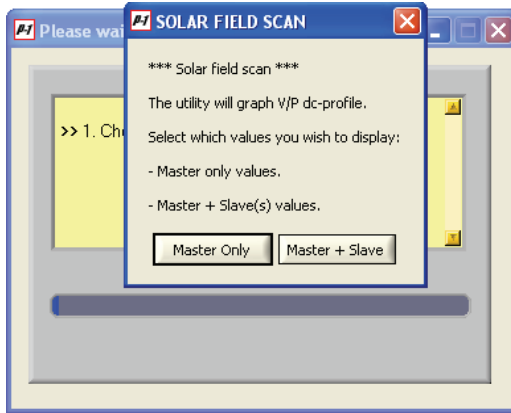 Please wai
SOLAR FIELD SCAN
*** Solar field scan ***
The utility will graph V/P dc-profile.
>> 1. Che
Select which values you wish to display:
- Master only values.
- Master + Slave(s) values.
Master Only
Master + Slave